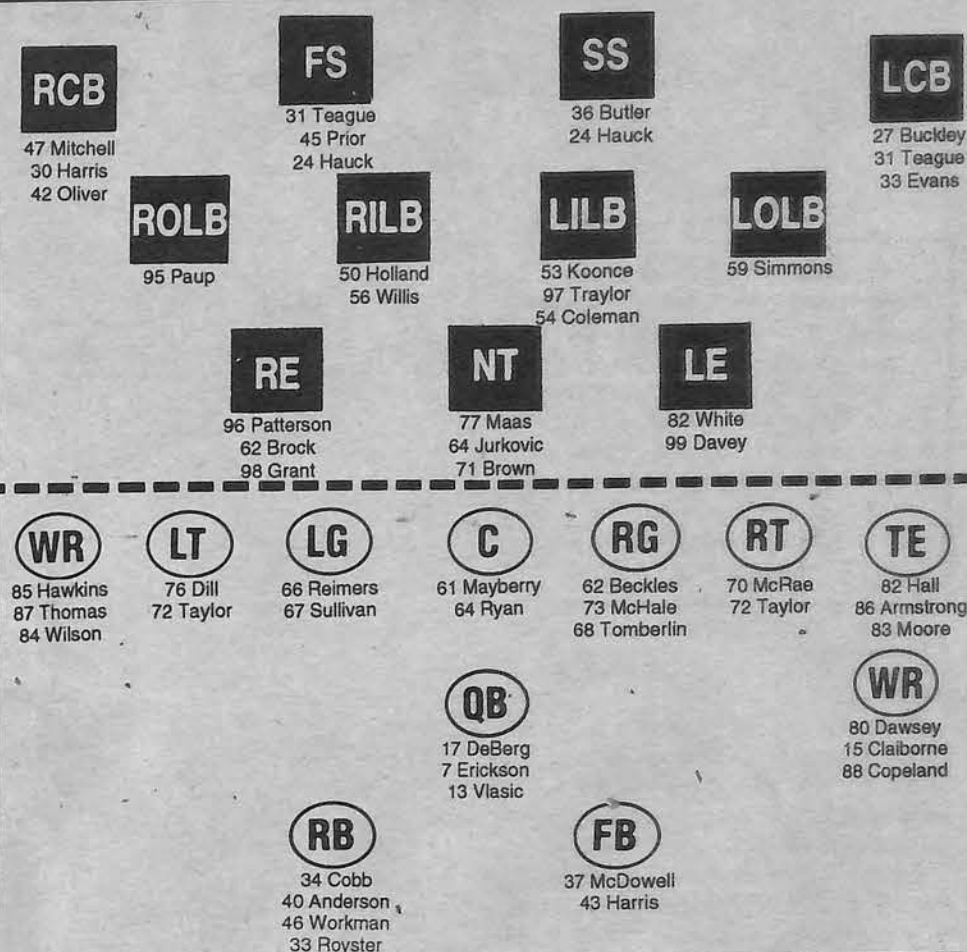 RCB
47 Mitchell
30 Harris
42 Oliver
FS
31 Teague
45 Prior
24 Hauck
SS
36 Butler
24 Hauck
LCB
27 Buckley
31 Teague
33 Evans
ROLB
95 Paup
RILB
50 Holland
56 Willis
LILB
53 Koonce
97 Traylor
54 Coleman
LOLB
59 Simmons
RE
96 Patterson
62 Brock
98 Grant
NT
77 Maas
64 Jurkovic
71 Brown
LE
82 White
99 Davey
WR
85 Hawkins
87 Thomas
84 Wilson
LT
76 Dill
72 Taylor
LG
66 Reimers
67 Sullivan
C
61 Mayberry
64 Ryan
RG
62 Beckles
73 McHale
68 Tomberlin
RT
70 McRae
72 Taylor
TE
82 Hall
86 Armstrong
83 Moore
WR
80 Dawsey
15 Claiborne
88 Copeland
QB
17 DeBerg
7 Erickson
13 Vlasic
RB
34 Cobb
40 Anderson
46 Workman
33 Royster
FB
37 McDowell
43 Harris